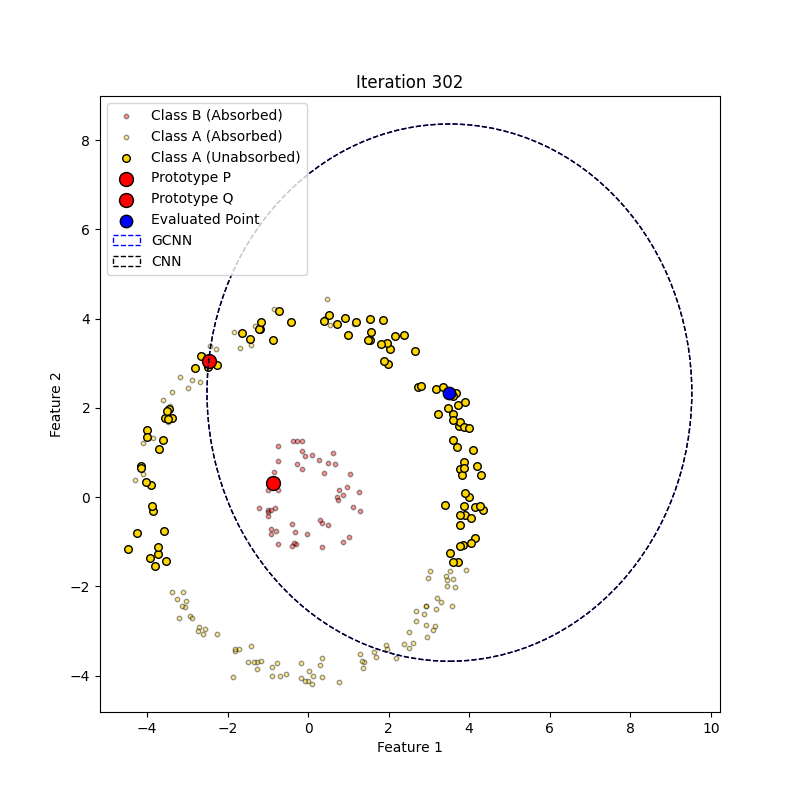 Iteration 302
Class B (Absorbed)
Class A (Absorbed)
Class A (Unabsorbed)
Prototype P
Prototype Q
Evaluated Point
GCNN
CNN
8
6
4
2
0
−2
−4
Feature 2
−4 −2 0 2 4 6 8 10
Feature 1